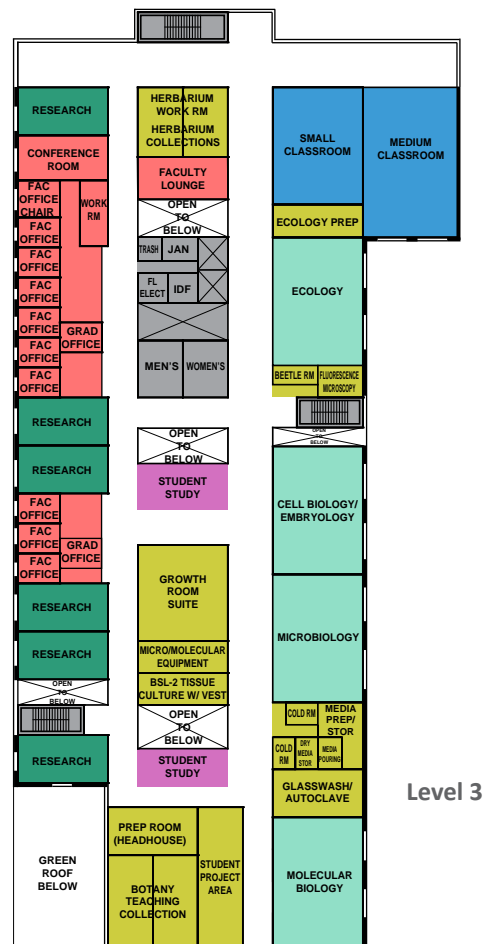 RESEARCH
CONFERENCE
ROOM
FAC
OFFICE
CHAIR
WORK
RM
FAC
OFFICE
FAC
OFFICE
FAC
OFFICE
FAC
OFFICE
GRAD
OFFICE
FAC
OFFICE
FAC
OFFICE
RESEARCH
RESEARCH
FAC
OFFICE
FAC
OFFICE
GRAD
OFFICE
FAC
OFFICE
RESEARCH
RESEARCH
OPEN
TO
BELOW
RESEARCH
GREEN
ROOF
BELOW
HERBARIUM
WORK RM
HERBARIUM
COLLECTIONS
FACULTY
LOUNGE
OPEN
TO
BELOW
TRASH
JAN
FL
ELECT
IDF
MEN'S
WOMEN'S
OPEN
TO
BELOW
STUDENT
STUDY
GROWTH
ROOM
SUITE
MICRO/MOLECULAR
EQUIPMENT
BSL-2 TISSUE
CULTURE W/ VEST
OPEN
TO
BELOW
STUDENT
STUDY
PREP ROOM
(HEADHOUSE)
BOTANY
TEACHING
COLLECTION
STUDENT
PROJECT
AREA
SMALL
CLASSROOM
MEDIUM
CLASSROOM
ECOLOGY PREP
ECOLOGY
BEETLE RM
FLUORESCENCE
MICROSCOPY
OPEN
TO
BELOW
CELL BIOLOGY/
EMBRYOLOGY
MICROBIOLOGY
COLD RM
MEDIA
PREP/
STOR
COLD
RM
DRY
MEDIA
STOR
MEDIA
POURING
GLASSWASH/
AUTOCLAVE
MOLECULAR
BIOLOGY
Level 3